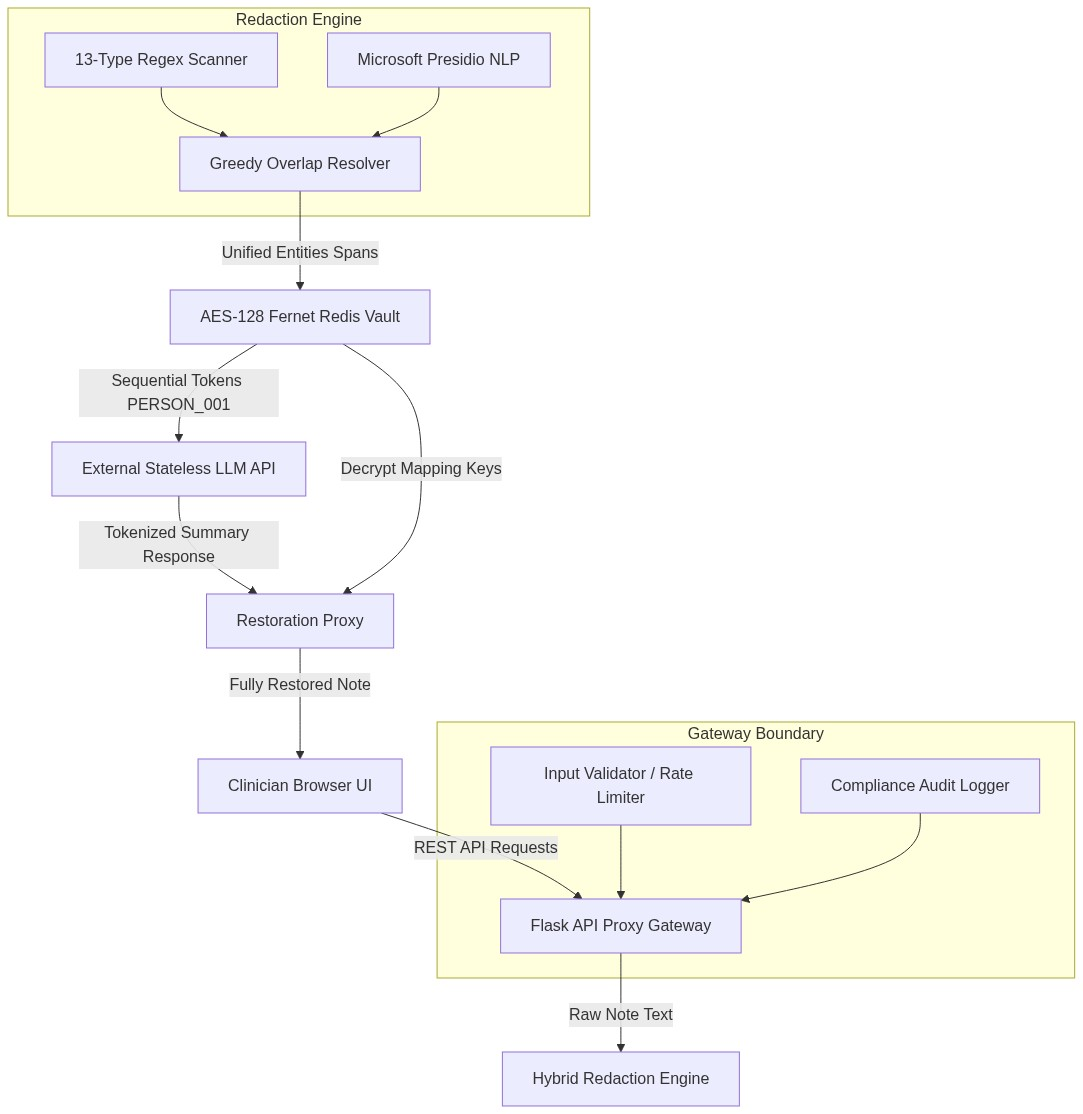 Redaction Engine
13-Type Regex Scanner
Microsoft Presidio NLP
Greedy Overlap Resolver
Unified Entities Spans
AES-128 Fernet Redis Vault
Sequential Tokens
PERSON_001
External Stateless LLM API
Decrypt Mapping Keys
Tokenized Summary
Response
Restoration Proxy
Fully Restored Note
Gateway Boundary
Clinician Browser UI
Input Validator / Rate
Limiter
Compliance Audit Logger
REST API Requests
Flask API Proxy Gateway
Raw Note Text
Hybrid Redaction Engine